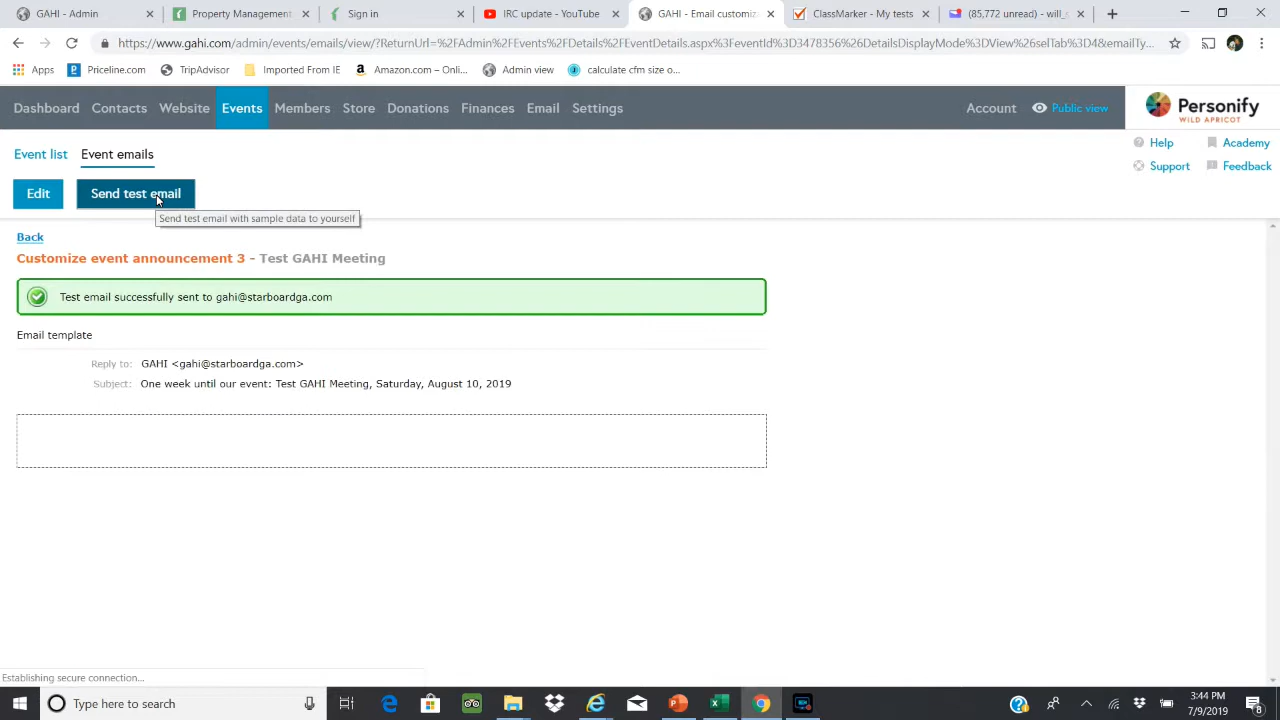 GAHI - Admin
Property Management
Sign in
IRC update - YouTube
GAHI - Email customiz
ClassMarker - My tests
(85,772 unread) - will_s
https://www.gahi.com/admin/events/emails/view/?ReturnUrl=%2FAdmin%2FEvents%2FDetails%2FEventDetails.aspx%3FeventId%3D3478356%26DetailsDisplayMode%3DView%26selTab%3D4&emailTy...
Apps
Priceline.com
TripAdvisor
Imported From IE
Amazon.com – Onli...
Admin view
calculate cfm size o...
Dashboard
Contacts
Website
Events
Members
Store
Donations
Finances
Email
Settings
Account
Public view
Personify
WILD APRICOT
Event list
Event emails
Help
Academy
Support
Feedback
Edit
Send test email
Send test email with sample data to yourself
Back
Customize event announcement 3 - Test GAHI Meeting
Test email successfully sent to gahi@starboardga.com
Email template
Reply to: GAHI <gahi@starboardga.com>
Subject: One week until our event: Test GAHI Meeting, Saturday, August 10, 2019
Establishing secure connection...
Type here to search
3:44 PM
7/9/2019
8